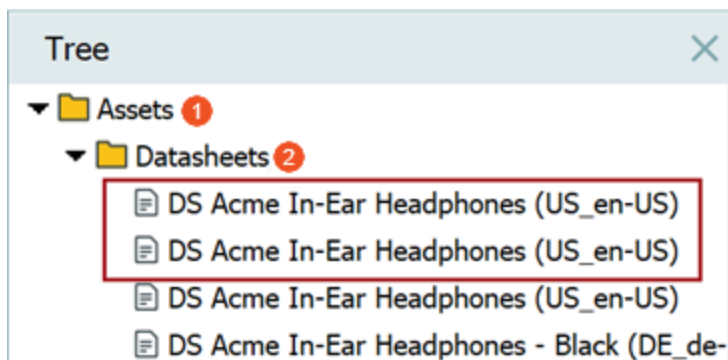 Tree
Assets 1
Datasheets 2
DS Acme In-Ear Headphones (US_en-US)
DS Acme In-Ear Headphones (US_en-US)
DS Acme In-Ear Headphones (US_en-US)
DS Acme In-Ear Headphones - Black (DE_de-